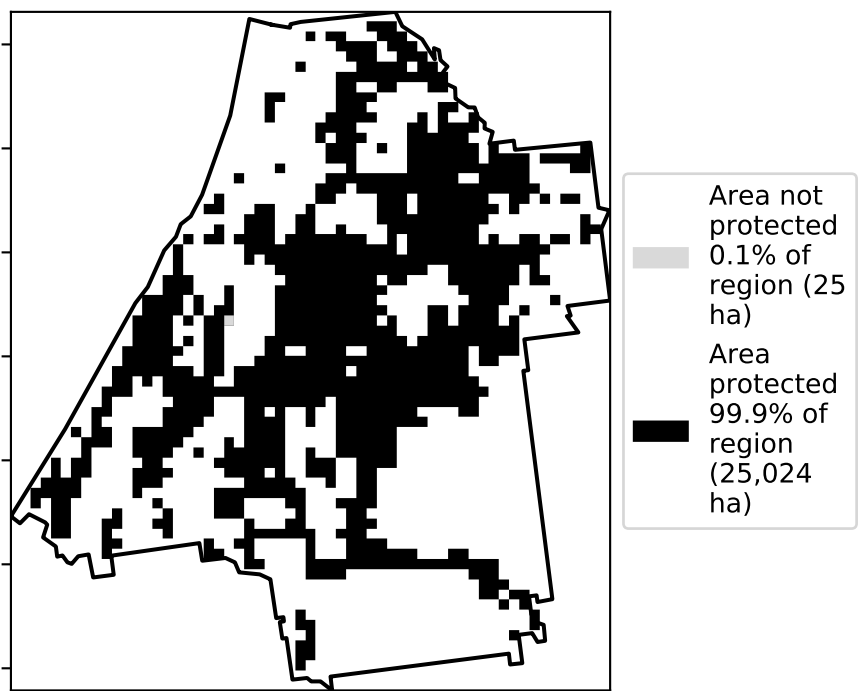 Area not
protected
0.1% of
region (25
ha)
Area
protected
99.9% of
region
(25,024
ha)